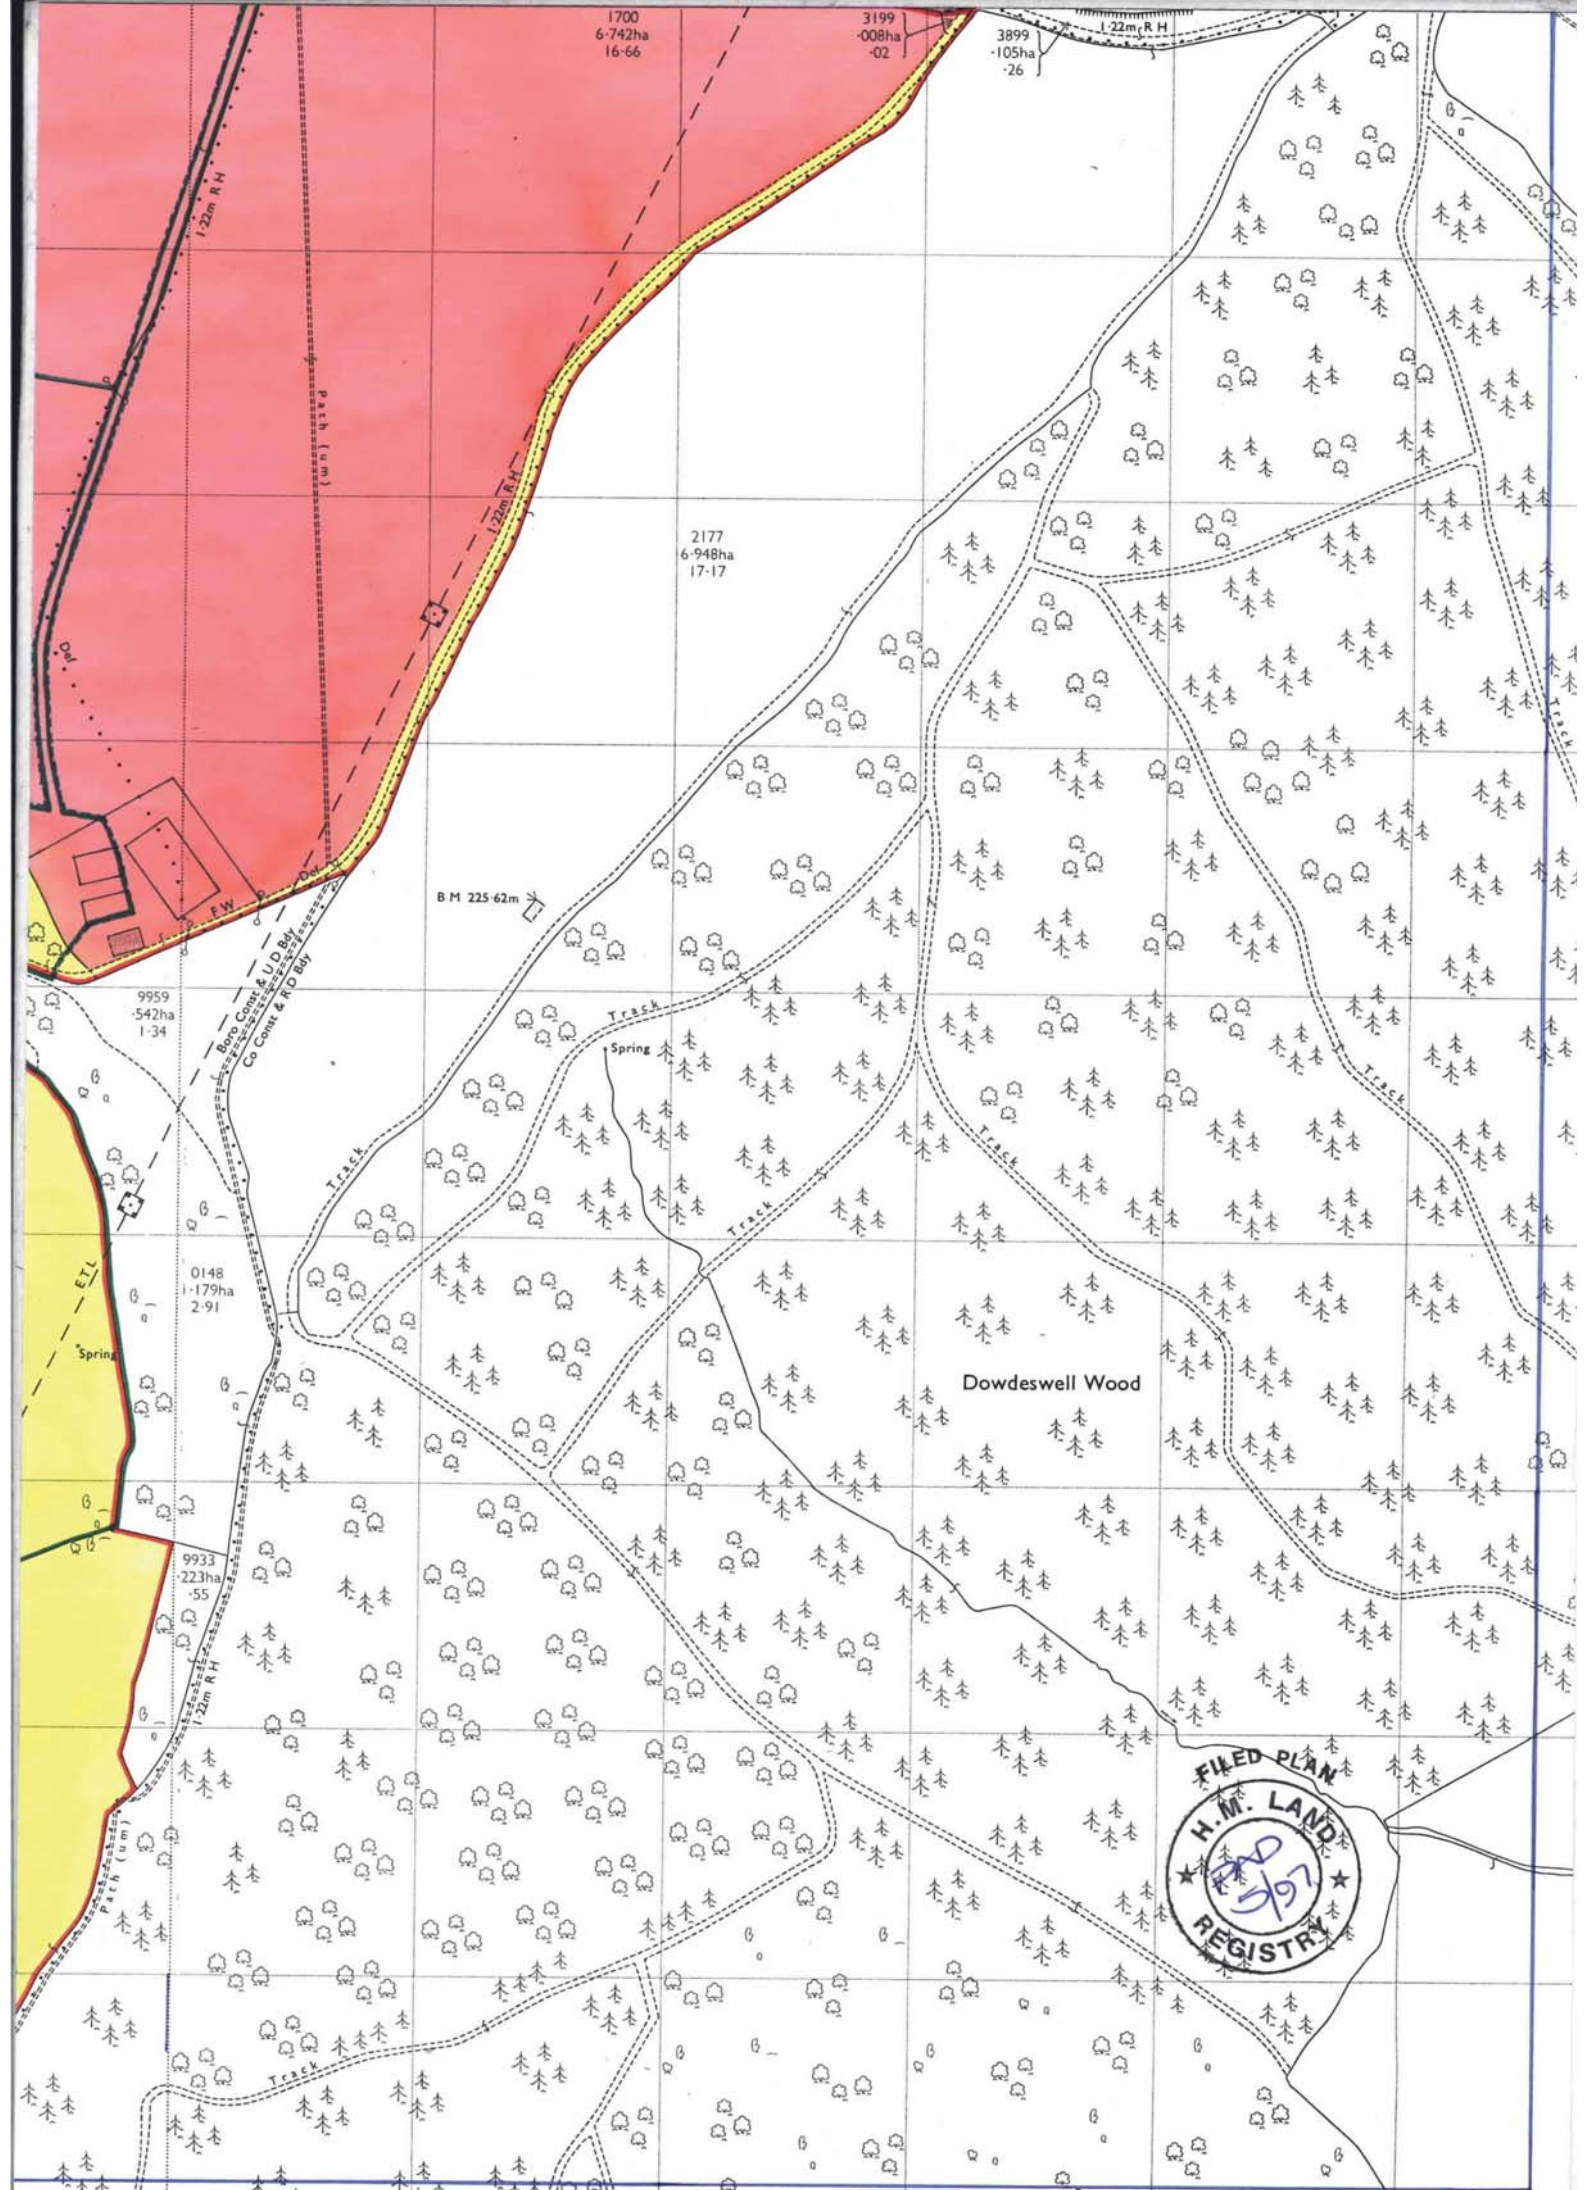 1700
6·742ha
16·66
3199
·008ha
·02
3899
·105ha
·26
1·22m R H
1·22m R H
Path (um)
1·22m R H
2177
6·948ha
17·17
Def
Track
B M 225·62m
Def
F W
Boro Const & U D Bdy
Co Const & R D Bdy
9959
·542ha
1·34
Track
Spring
Track
Track
Track
Track
ETL
0148
1·179ha
2·91
Spring
Dowdeswell Wood
9933
·223ha
·55
1·22m R H
Path (um)
FILED PLAN
H.M. LAND
5/97
REGISTRY
Track